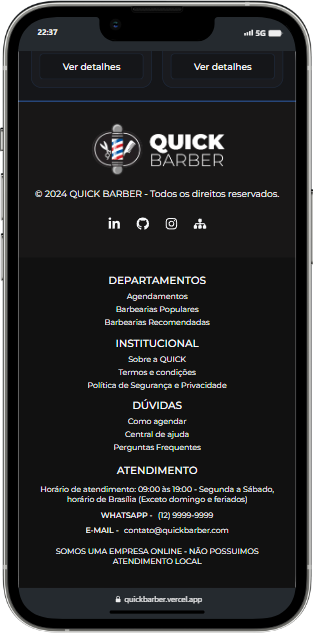 22:37
5G
Ver detalhes
Ver detalhes
QUICK
BARBER
© 2024 QUICK BARBER - Todos os direitos reservados.
in
DEPARTAMENTOS
Agendamentos
Barbearias Populares
Barbearias Recomendadas
INSTITUCIONAL
Sobre a QUICK
Termos e condições
Política de Segurança e Privacidade
DÚVIDAS
Como agendar
Central de ajuda
Perguntas Frequentes
ATENDIMENTO
Horário de atendimento: 09:00 às 19:00 - Segunda a Sábado,
horário de Brasília (Exceto domingo e feriados)
WHATSAPP - (12) 9999-9999
E-MAIL - contato@quickbarber.com
SOMOS UMA EMPRESA ONLINE - NÃO POSSUIMOS
ATENDIMENTO LOCAL
quickbarber.vercel.app